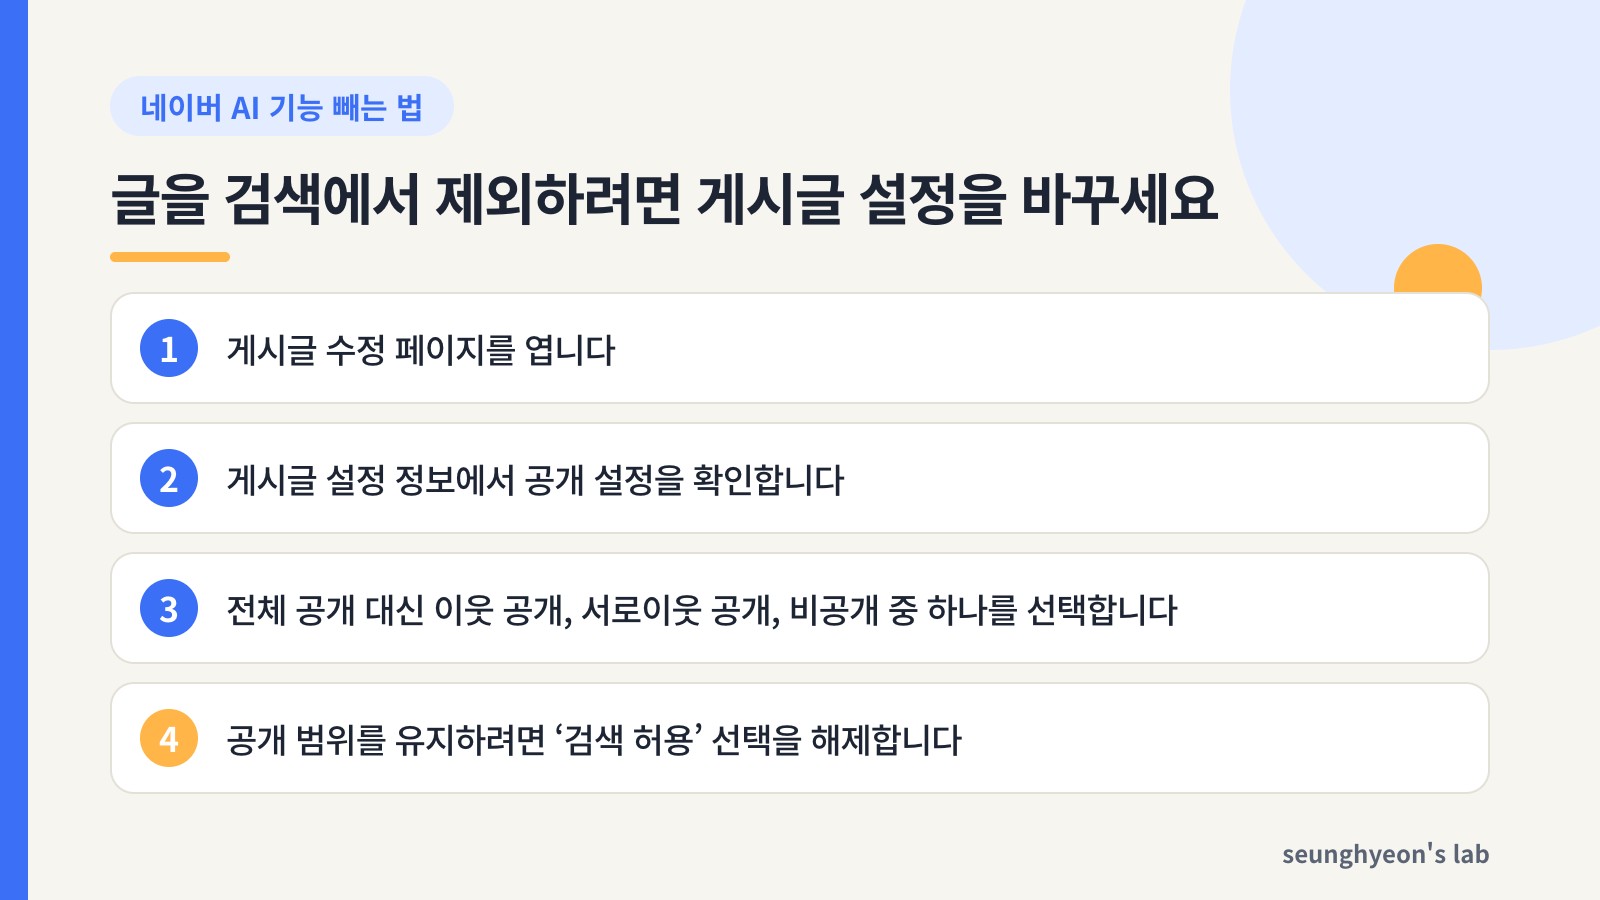 네이버 AI 기능 빼는 법
글을 검색에서 제외하려면 게시글 설정을 바꾸세요
1 게시글 수정 페이지를 엽니다
2 게시글 설정 정보에서 공개 설정을 확인합니다
3 전체 공개 대신 이웃 공개, 서로이웃 공개, 비공개 중 하나를 선택합니다
4 공개 범위를 유지하려면 ‘검색 허용’ 선택을 해제합니다
seunghyeon's lab